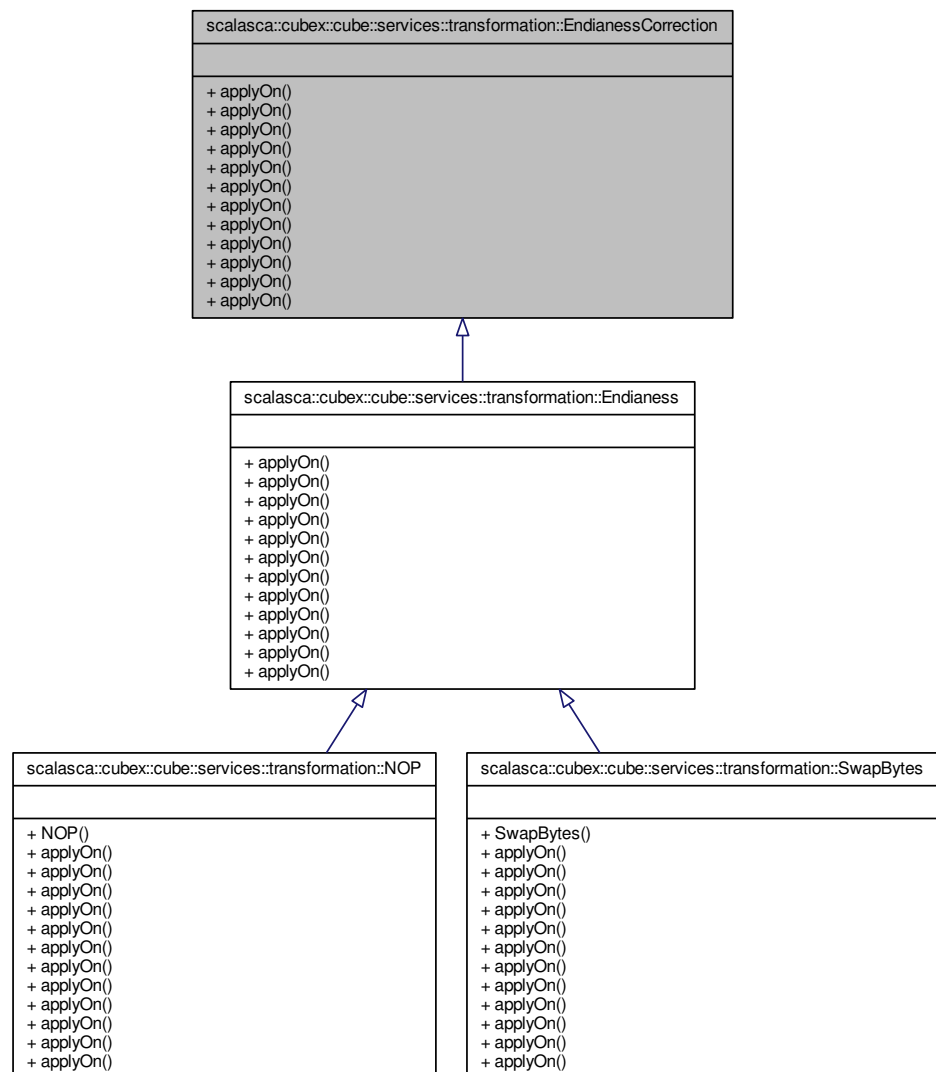 scalasca::cubex::cube::services::transformation::EndianessCorrection
+ applyOn()
+ applyOn()
+ applyOn()
+ applyOn()
+ applyOn()
+ applyOn()
+ applyOn()
+ applyOn()
+ applyOn()
+ applyOn()
+ applyOn()
+ applyOn()
scalasca::cubex::cube::services::transformation::Endianess
+ applyOn()
+ applyOn()
+ applyOn()
+ applyOn()
+ applyOn()
+ applyOn()
+ applyOn()
+ applyOn()
+ applyOn()
+ applyOn()
+ applyOn()
+ applyOn()
scalasca::cubex::cube::services::transformation::NOP
+ NOP()
+ applyOn()
+ applyOn()
+ applyOn()
+ applyOn()
+ applyOn()
+ applyOn()
+ applyOn()
+ applyOn()
+ applyOn()
+ applyOn()
+ applyOn()
+ applyOn()
scalasca::cubex::cube::services::transformation::SwapBytes
+ SwapBytes()
+ applyOn()
+ applyOn()
+ applyOn()
+ applyOn()
+ applyOn()
+ applyOn()
+ applyOn()
+ applyOn()
+ applyOn()
+ applyOn()
+ applyOn()
+ applyOn()